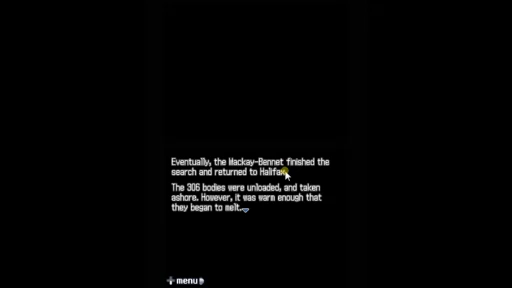 Eventually, the Mackay-Bennet finished the
search and returned to Halifax.
The 306 bodies were unloaded, and taken
ashore. However, it was warm enough that
they began to melt.
menu